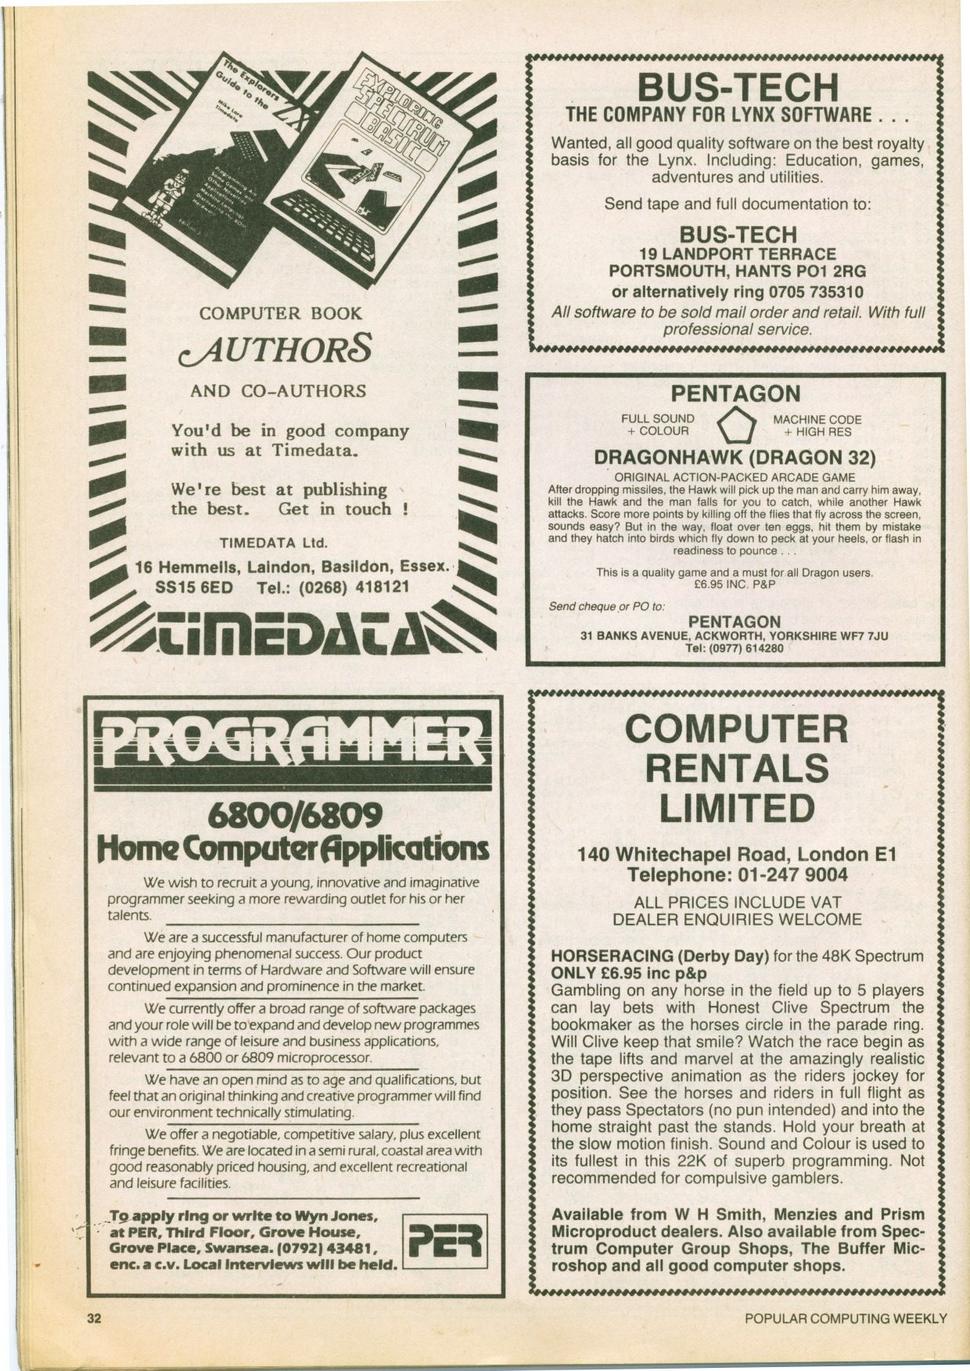 The Explorers
Guide to the
ZX
Mike Lord
Timedata
EXPLORING
SPECTRUM
BASIC
COMPUTER BOOK
AUTHORS
AND CO-AUTHORS
You'd be in good company
with us at Timedata.
We're best at publishing
the best. Get in touch !
TIMEDATA Ltd.
16 Hemmells, Laindon, Basildon, Essex.
SS15 6ED Tel.: (0268) 418121
TIMEDATA
BUS-TECH
THE COMPANY FOR LYNX SOFTWARE . . .
Wanted, all good quality software on the best royalty
basis for the Lynx. Including: Education, games,
adventures and utilities.
Send tape and full documentation to:
BUS-TECH
19 LANDPORT TERRACE
PORTSMOUTH, HANTS PO1 2RG
or alternatively ring 0705 735310
All software to be sold mail order and retail. With full
professional service.
PENTAGON
FULL SOUND
+ COLOUR
MACHINE CODE
+ HIGH RES
DRAGONHAWK (DRAGON 32)
ORIGINAL ACTION-PACKED ARCADE GAME
After dropping missiles, the Hawk will pick up the man and carry him away,
kill the Hawk and the man falls for you to catch, while another Hawk
attacks. Score more points by killing off the flies that fly across the screen,
sounds easy? But in the way, float over ten eggs, hit them by mistake
and they hatch into birds which fly down to peck at your heels, or flash in
readiness to pounce . . .
This is a quality game and a must for all Dragon users.
£6.95 INC. P&P
Send cheque or PO to:
PENTAGON
31 BANKS AVENUE, ACKWORTH, YORKSHIRE WF7 7JU
Tel: (0977) 614280
PROGRAMMER
6800/6809
Home Computer Applications
We wish to recruit a young, innovative and imaginative
programmer seeking a more rewarding outlet for his or her
talents.
We are a successful manufacturer of home computers
and are enjoying phenomenal success. Our product
development in terms of Hardware and Software will ensure
continued expansion and prominence in the market.
We currently offer a broad range of software packages
and your role will be to expand and develop new programmes
with a wide range of leisure and business applications,
relevant to a 6800 or 6809 microprocessor.
We have an open mind as to age and qualifications, but
feel that an original thinking and creative programmer will find
our environment technically stimulating.
We offer a negotiable, competitive salary, plus excellent
fringe benefits. We are located in a semi rural, coastal area with
good reasonably priced housing, and excellent recreational
and leisure facilities.
To apply ring or write to Wyn Jones,
at PER, Third Floor, Grove House,
Grove Place, Swansea. (0792) 43481,
enc. a c.v. Local Interviews will be held.
PER
COMPUTER
RENTALS
LIMITED
140 Whitechapel Road, London E1
Telephone: 01-247 9004
ALL PRICES INCLUDE VAT
DEALER ENQUIRIES WELCOME
HORSERACING (Derby Day) for the 48K Spectrum
ONLY £6.95 inc p&p
Gambling on any horse in the field up to 5 players
can lay bets with Honest Clive Spectrum the
bookmaker as the horses circle in the parade ring.
Will Clive keep that smile? Watch the race begin as
the tape lifts and marvel at the amazingly realistic
3D perspective animation as the riders jockey for
position. See the horses and riders in full flight as
they pass Spectators (no pun intended) and into the
home straight past the stands. Hold your breath at
the slow motion finish. Sound and Colour is used to
its fullest in this 22K of superb programming. Not
recommended for compulsive gamblers.
Available from W H Smith, Menzies and Prism
Microproduct dealers. Also available from Spec-
trum Computer Group Shops, The Buffer Mic-
roshop and all good computer shops.
32
POPULAR COMPUTING WEEKLY